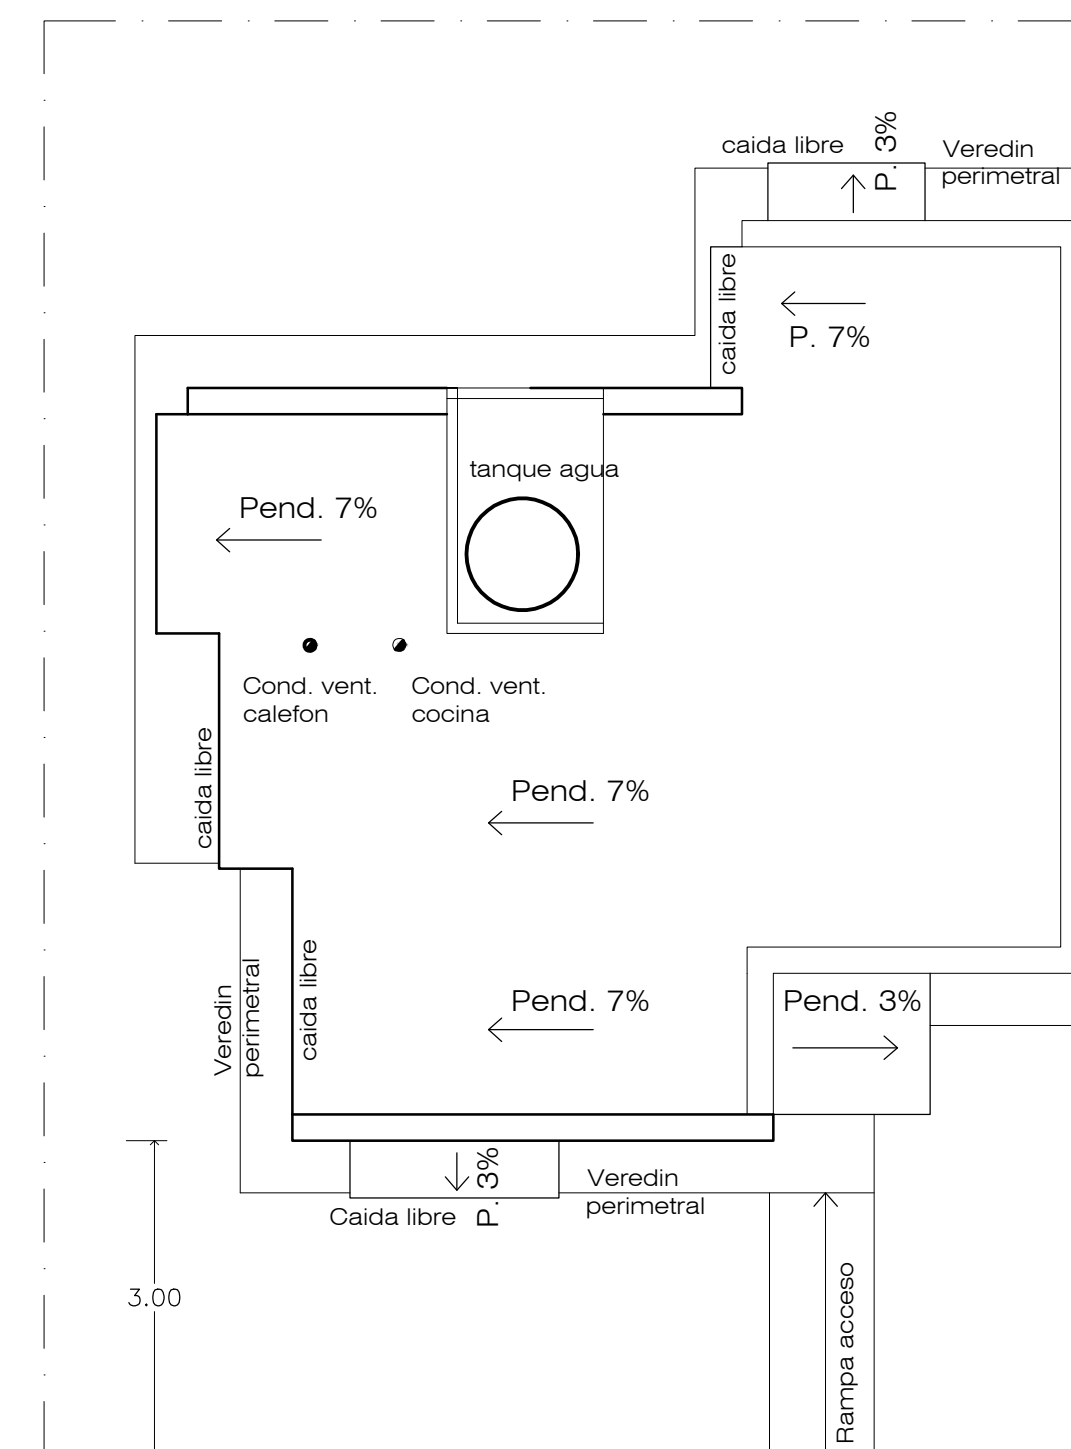 caida libre
P. 3%
Veredin
perimetral
caida libre
P. 7%
tanque agua
Pend. 7%
Cond. vent.
calefon
Cond. vent.
cocina
caida libre
Pend. 7%
Veredin
perimetral
caida libre
Pend. 7%
Pend. 3%
P. 3%
Veredin
perimetral
Caida libre
3.00
Rampa acceso